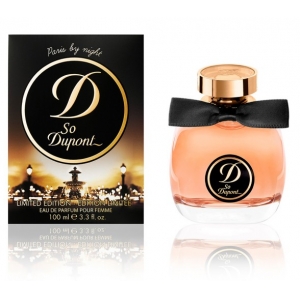 Paris by night
D
So
Dupont
LIMITED EDITION - EDITION LIMITÉE
EAU DE PARFUM POUR FEMME
100 ml ℮ 3.3 fl. oz.
D
So
Dupont